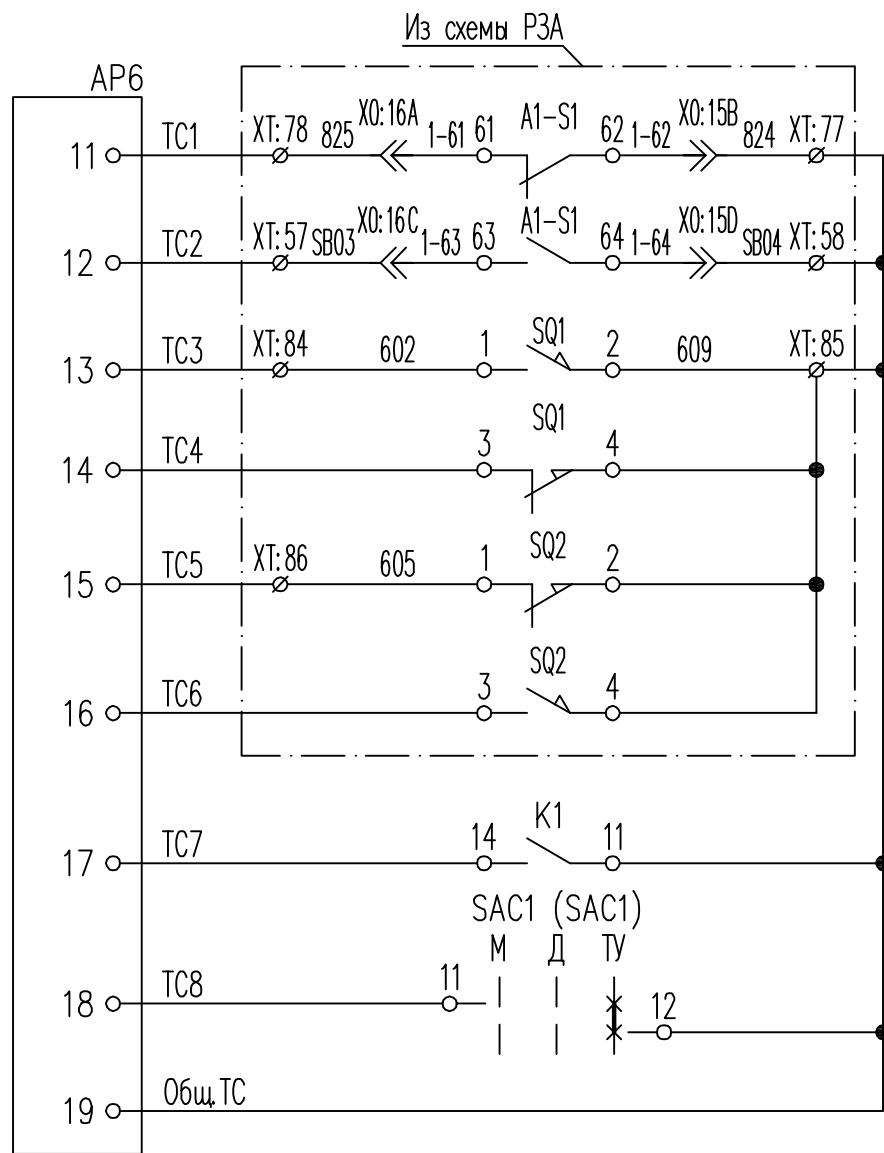 Из схемы РЗА
АР6
11 ТС1 ХТ:78 825 Х0:16А 1-61 61 А1-S1 62 1-62 Х0:15В 824 ХТ:77
12 ТС2 ХТ:57 SB03 Х0:16С 1-63 63 А1-S1 64 1-64 Х0:15D SB04 ХТ:58
13 ТС3 ХТ:84 602 1 SQ1 2 609 ХТ:85
14 ТС4 3 SQ1 4
15 ТС5 ХТ:86 605 1 SQ2 2
16 ТС6 3 SQ2 4
17 ТС7 14 К1 11
SAC1 (SAC1)
М Д ТУ
18 ТС8 11 12
19 Общ.ТС